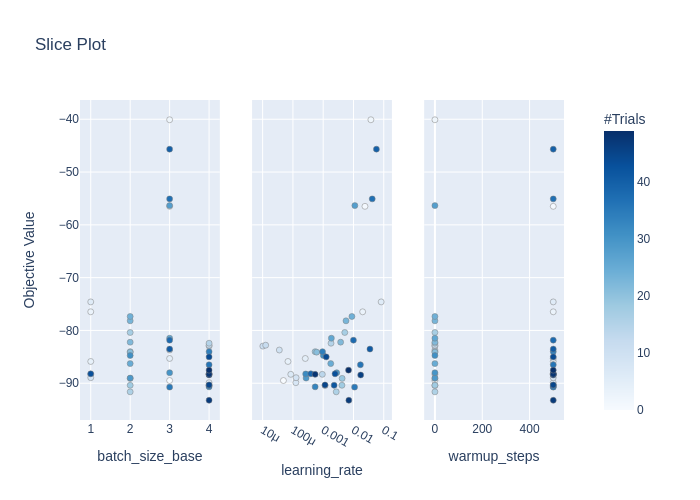 Slice Plot
#Trials
Objective Value
−40
−50
−60
−70
−80
−90
1
2
3
4
batch_size_base
10μ
100μ
0.001
0.01
0.1
learning_rate
0
200
400
warmup_steps
40
30
20
10
0